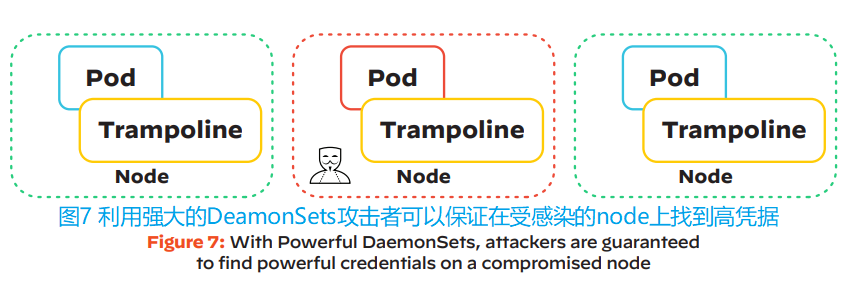 Pod Pod Pod
Trampoline Trampoline Trampoline
Node Node Node
图7 利用强大的DeamonSets攻击者可以保证在受感染的node上找到高凭据
Figure 7: With Powerful DaemonSets, attackers are guaranteed
to find powerful credentials on a compromised node